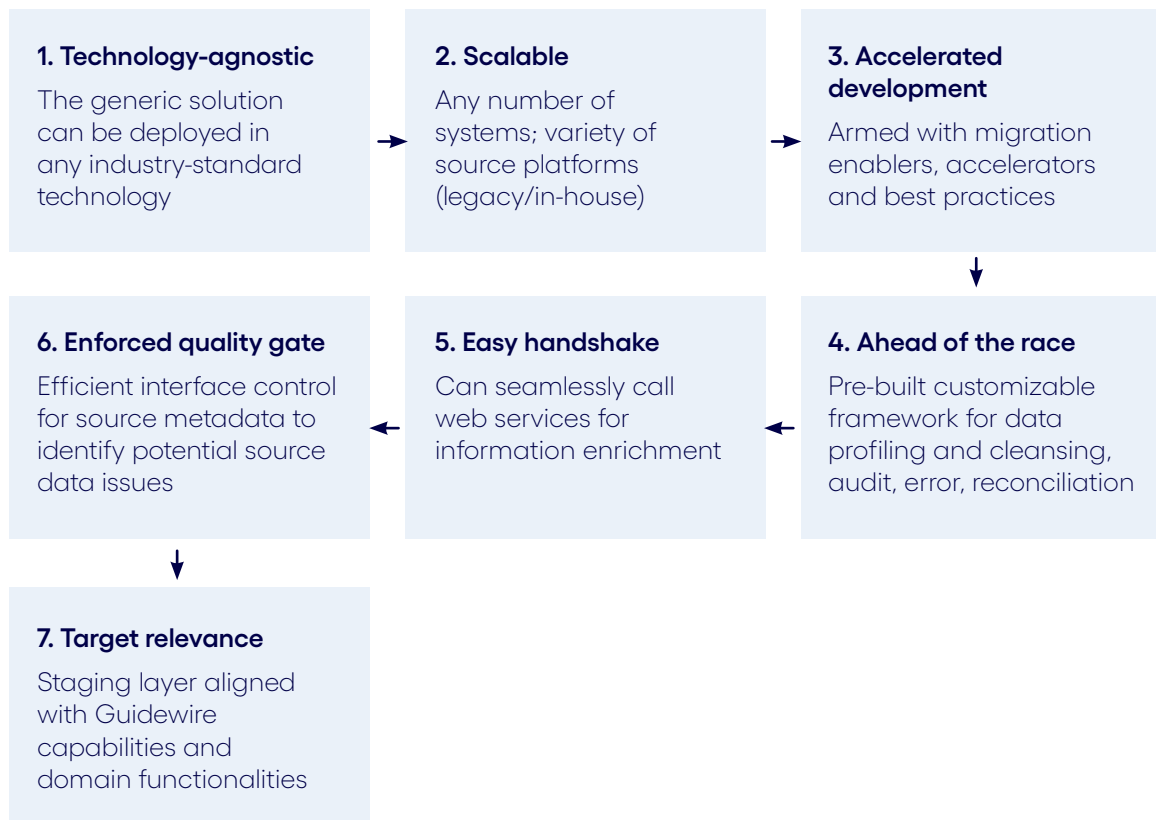 1. Technology-agnostic
The generic solution
can be deployed in
any industry-standard
technology
2. Scalable
Any number of
systems; variety of
source platforms
(legacy/in-house)
3. Accelerated
development
Armed with migration
enablers, accelerators
and best practices
4. Ahead of the race
Pre-built customizable
framework for data
profiling and cleansing,
audit, error, reconciliation
5. Easy handshake
Can seamlessly call
web services for
information enrichment
6. Enforced quality gate
Efficient interface control
for source metadata to
identify potential source
data issues
7. Target relevance
Staging layer aligned
with Guidewire
capabilities and
domain functionalities